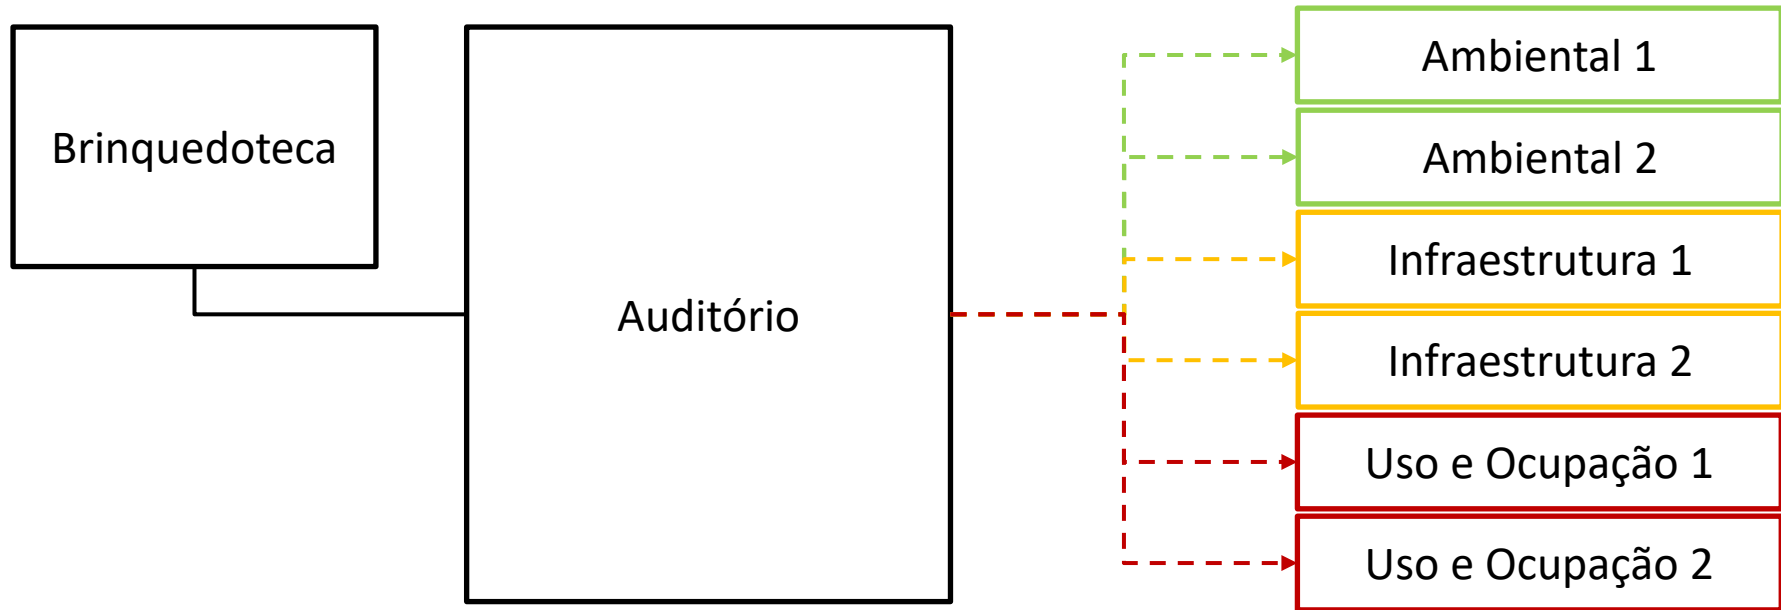 Brinquedoteca
Auditório
Ambiental 1
Ambiental 2
Infraestrutura 1
Infraestrutura 2
Uso e Ocupação 1
Uso e Ocupação 2